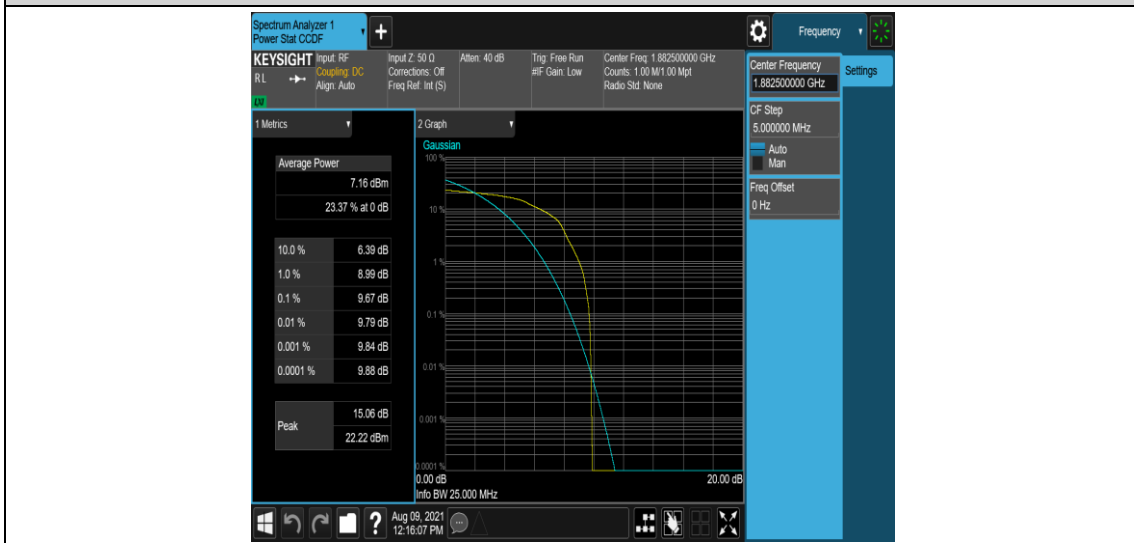 Spectrum Analyzer 1
Power Stat CCDF
Frequency
KEYSIGHT
RL
LXI
Input: RF
Coupling: DC
Align: Auto
Input Z: 50 Ω
Corrections: Off
Freq Ref: Int (S)
Atten: 40 dB
Trig: Free Run
#IF Gain: Low
Center Freq: 1.882500000 GHz
Counts: 1.00 M/1.00 Mpt
Radio Std: None
Center Frequency
1.882500000 GHz
Settings
CF Step
5.000000 MHz
Auto
Man
Freq Offset
0 Hz
1 Metrics
Average Power
7.16 dBm
23.37 % at 0 dB
10.0 % 6.39 dB
1.0 % 8.99 dB
0.1 % 9.67 dB
0.01 % 9.79 dB
0.001 % 9.84 dB
0.0001 % 9.88 dB
Peak
15.06 dB
22.22 dBm
2 Graph
Gaussian
100 %
10 %
1 %
0.1 %
0.01 %
0.001 %
0.0001 %
0.00 dB 20.00 dB
Info BW 25.000 MHz
?
Aug 09, 2021
12:16:07 PM